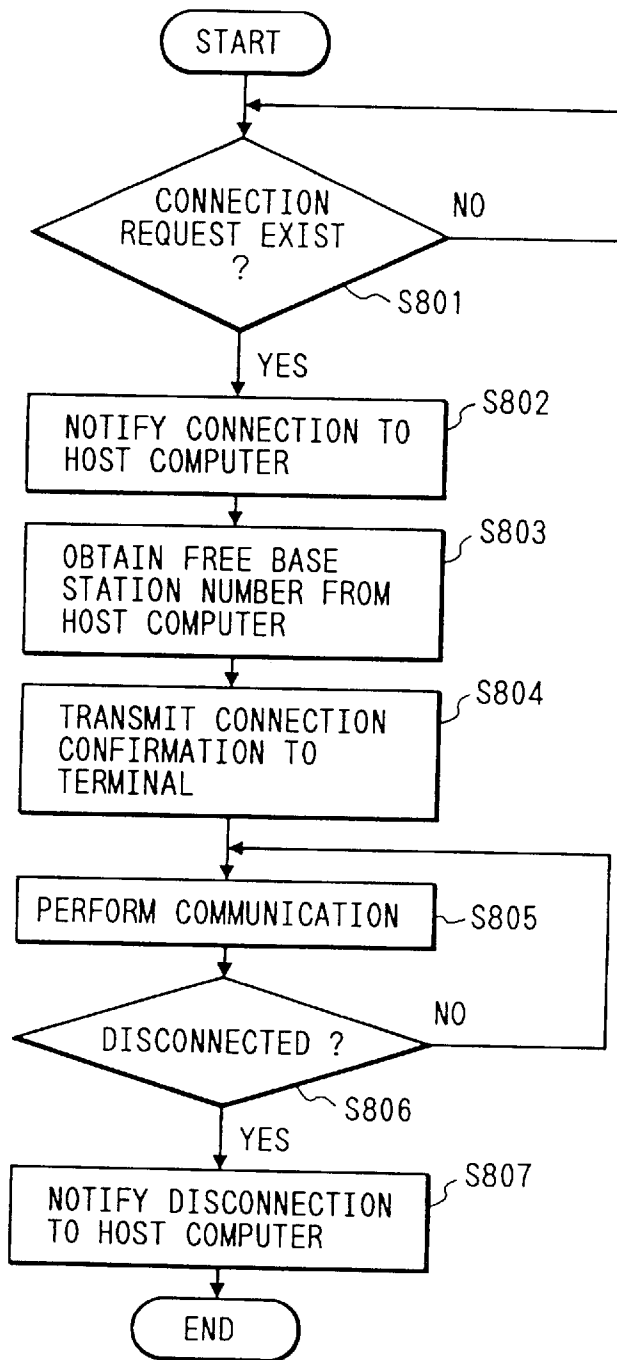 START
CONNECTION
REQUEST EXIST
?
NO
S801
YES
S802
NOTIFY CONNECTION TO
HOST COMPUTER
S803
OBTAIN FREE BASE
STATION NUMBER FROM
HOST COMPUTER
S804
TRANSMIT CONNECTION
CONFIRMATION TO
TERMINAL
PERFORM COMMUNICATION
S805
DISCONNECTED ?
NO
S806
YES
S807
NOTIFY DISCONNECTION
TO HOST COMPUTER
END